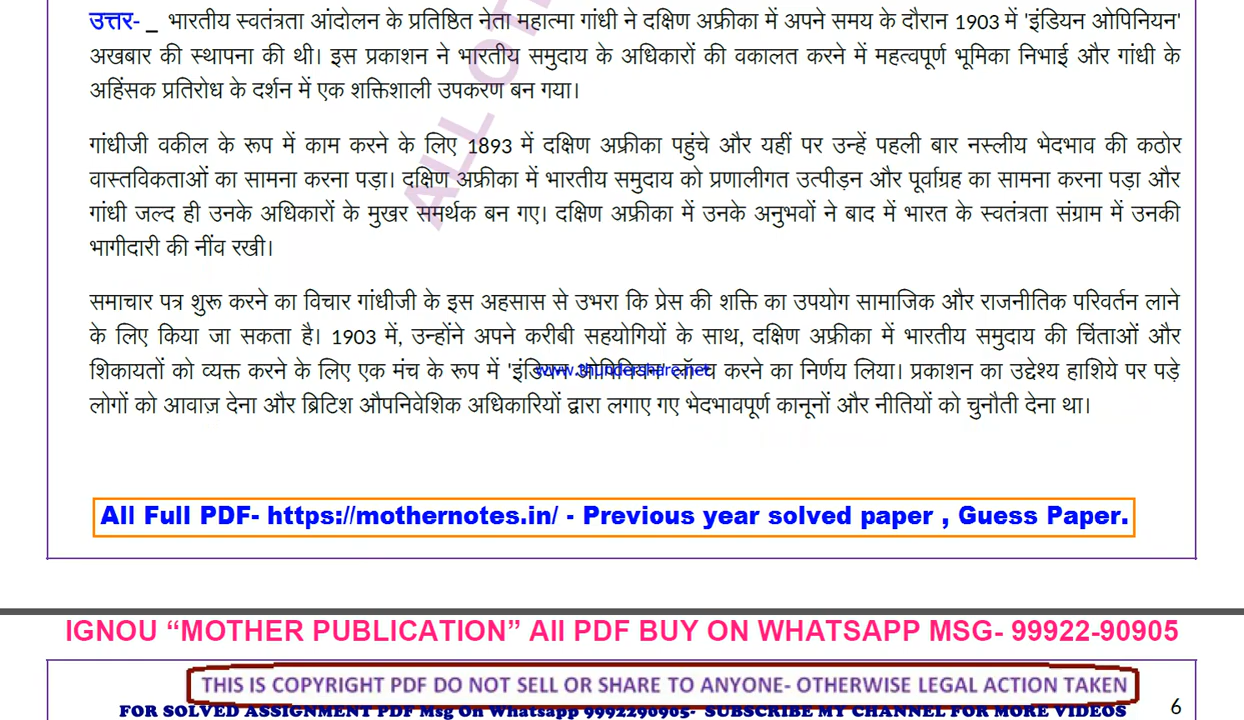 उत्तर- _ भारतीय स्वतंत्रता आंदोलन के प्रतिष्ठित नेता महात्मा गांधी ने दक्षिण अफ्रीका में अपने समय के दौरान 1903 में 'इंडियन ओपिनियन'
अखबार की स्थापना की थी। इस प्रकाशन ने भारतीय समुदाय के अधिकारों की वकालत करने में महत्वपूर्ण भूमिका निभाई और गांधी के
अहिंसक प्रतिरोध के दर्शन में एक शक्तिशाली उपकरण बन गया।
गांधीजी वकील के रूप में काम करने के लिए 1893 में दक्षिण अफ्रीका पहुंचे और यहीं पर उन्हें पहली बार नस्लीय भेदभाव की कठोर
वास्तविकताओं का सामना करना पड़ा। दक्षिण अफ्रीका में भारतीय समुदाय को प्रणालीगत उत्पीड़न और पूर्वाग्रह का सामना करना पड़ा और
गांधी जल्द ही उनके अधिकारों के मुखर समर्थक बन गए। दक्षिण अफ्रीका में उनके अनुभवों ने बाद में भारत के स्वतंत्रता संग्राम में उनकी
भागीदारी की नींव रखी।
समाचार पत्र शुरू करने का विचार गांधीजी के इस अहसास से उभरा कि प्रेस की शक्ति का उपयोग सामाजिक और राजनीतिक परिवर्तन लाने
के लिए किया जा सकता है। 1903 में, उन्होंने अपने करीबी सहयोगियों के साथ, दक्षिण अफ्रीका में भारतीय समुदाय की चिंताओं और
शिकायतों को व्यक्त करने के लिए एक मंच के रूप में 'इंडियन ओपिनियन' लॉन्च करने का निर्णय लिया। प्रकाशन का उद्देश्य हाशिये पर पड़े
www.thundershare.net
लोगों को आवाज़ देना और ब्रिटिश औपनिवेशिक अधिकारियों द्वारा लगाए गए भेदभावपूर्ण कानूनों और नीतियों को चुनौती देना था।
All Full PDF- https://mothernotes.in/ - Previous year solved paper , Guess Paper.
IGNOU “MOTHER PUBLICATION” All PDF BUY ON WHATSAPP MSG- 99922-90905
THIS IS COPYRIGHT PDF DO NOT SELL OR SHARE TO ANYONE- OTHERWISE LEGAL ACTION TAKEN
FOR SOLVED ASSIGNMENT PDF Msg On Whatsapp 9992290905- SUBSCRIBE MY CHANNEL FOR MORE VIDEOS
6
ALL OT